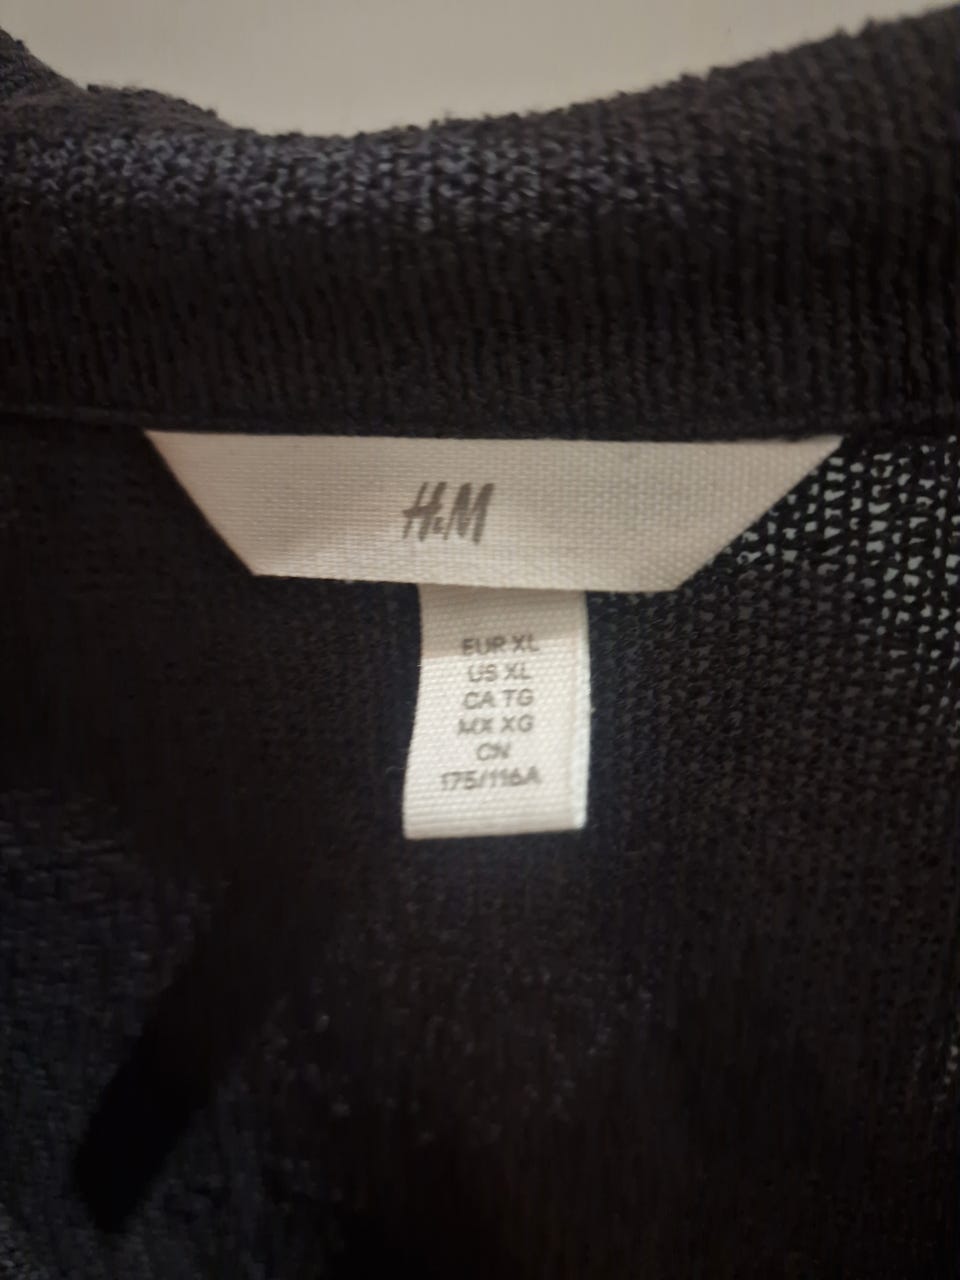 H&M
EUR XL
US XL
CA TG
MX XG
CN
175/116A